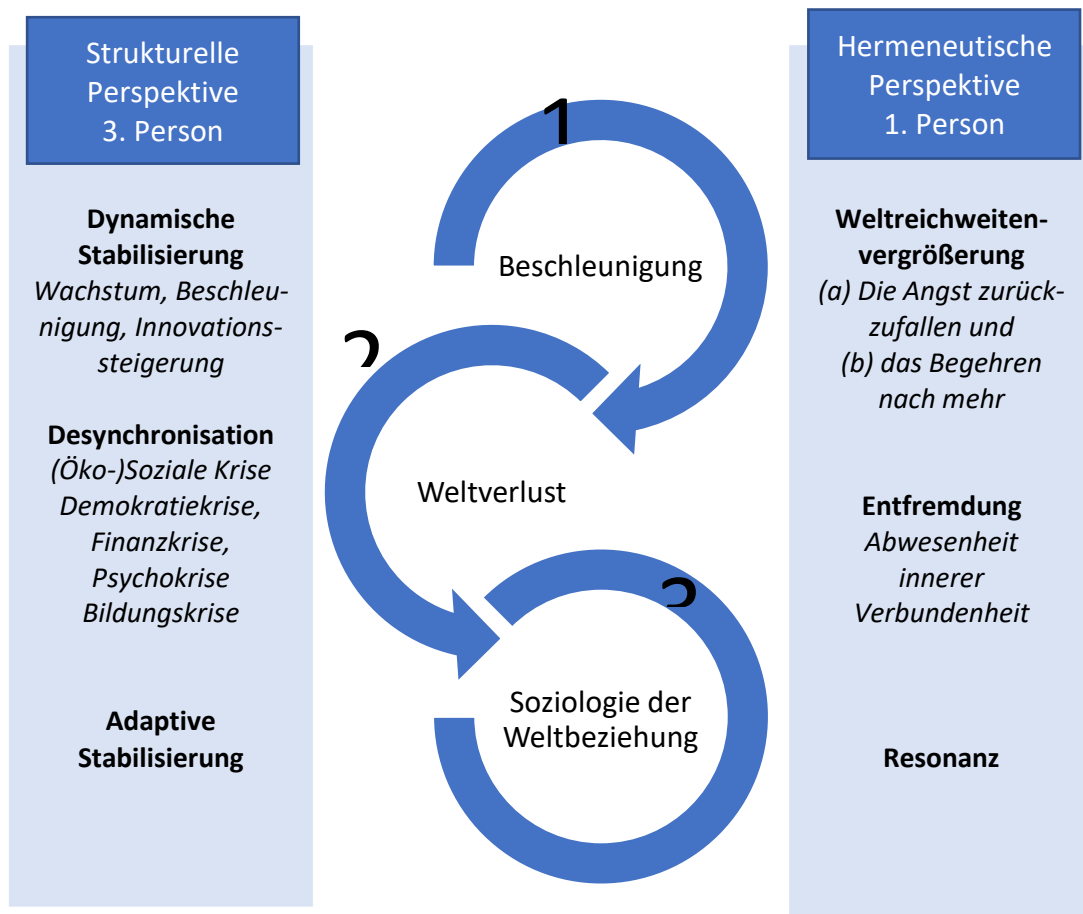 Strukturelle
Perspektive
3. Person
Dynamische
Stabilisierung
Wachstum, Beschleu-
nigung, Innovations-
steigerung
Desynchronisation
(Öko-)Soziale Krise
Demokratiekrise,
Finanzkrise,
Psychokrise
Bildungskrise
Adaptive
Stabilisierung
1
Beschleunigung
2
Weltverlust
Soziologie der
Weltbeziehung
Hermeneutische
Perspektive
1. Person
Weltreichweiten-
vergrößerung
(a) Die Angst zurück-
zufallen und
(b) das Begehren
nach mehr
Entfremdung
Abwesenheit
innerer
Verbundenheit
Resonanz